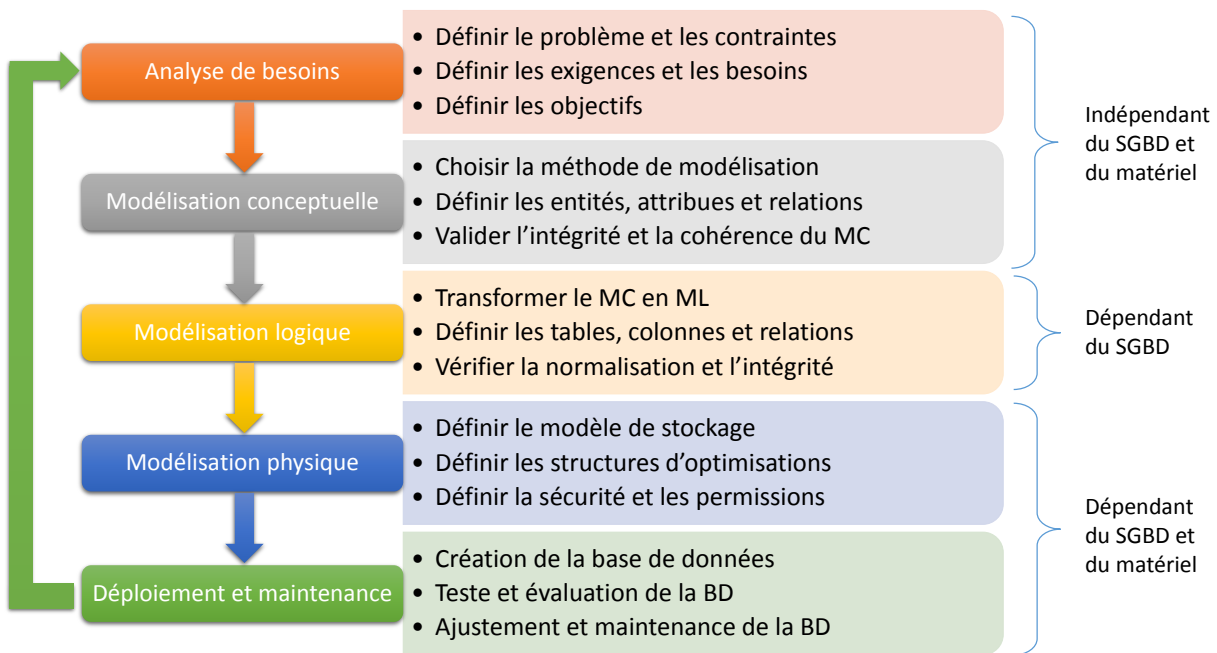 Analyse de besoins
• Définir le problème et les contraintes
• Définir les exigences et les besoins
• Définir les objectifs
Modélisation conceptuelle
• Choisir la méthode de modélisation
• Définir les entités, attribues et relations
• Valider l’intégrité et la cohérence du MC
Indépendant
du SGBD et
du matériel
Modélisation logique
• Transformer le MC en ML
• Définir les tables, colonnes et relations
• Vérifier la normalisation et l’intégrité
Dépendant
du SGBD
Modélisation physique
• Définir le modèle de stockage
• Définir les structures d’optimisations
• Définir la sécurité et les permissions
Déploiement et maintenance
• Création de la base de données
• Teste et évaluation de la BD
• Ajustement et maintenance de la BD
Dépendant
du SGBD et
du matériel